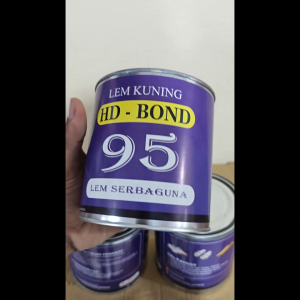 LEM KUNING
HD - BOND
95
LEM SERBAGUNA